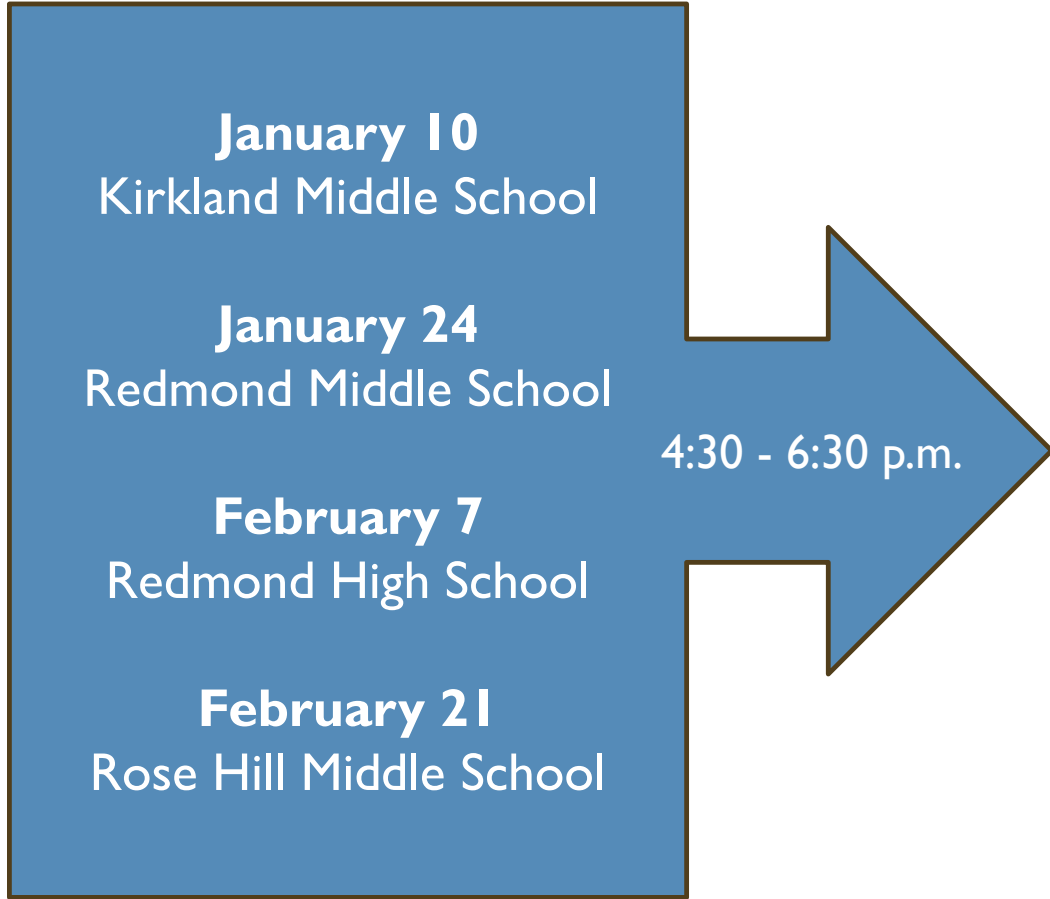 January 10
Kirkland Middle School
January 24
Redmond Middle School
February 7
Redmond High School
February 21
Rose Hill Middle School
4:30 - 6:30 p.m.